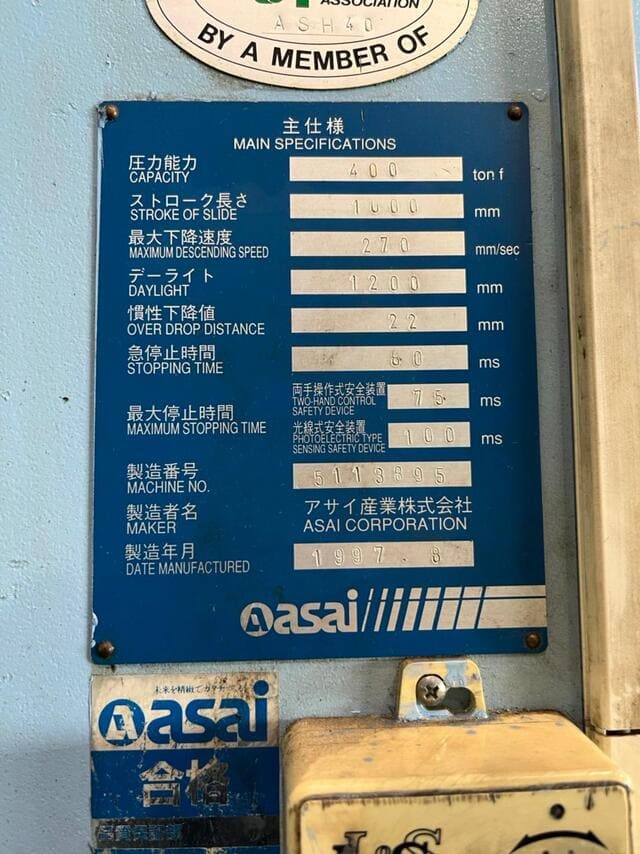 ASSOCIATION
ASH40
BY A MEMBER OF
主仕様
MAIN SPECIFICATIONS
圧力能力
CAPACITY
400 ton f
ストローク長さ
STROKE OF SLIDE
1000 mm
最大下降速度
MAXIMUM DESCENDING SPEED
270 mm/sec
デーライト
DAYLIGHT
1200 mm
慣性下降値
OVER DROP DISTANCE
22 mm
急停止時間
STOPPING TIME
60 ms
最大停止時間
MAXIMUM STOPPING TIME
両手操作式安全装置
TWO-HAND CONTROL
SAFETY DEVICE
75 ms
光線式安全装置
PHOTOELECTRIC TYPE
SENSING SAFETY DEVICE
100 ms
製造番号
MACHINE NO.
5113895
製造者名
MAKER
アサイ産業株式会社
ASAI CORPORATION
製造年月
DATE MANUFACTURED
1997. 8
asai
asai
合格